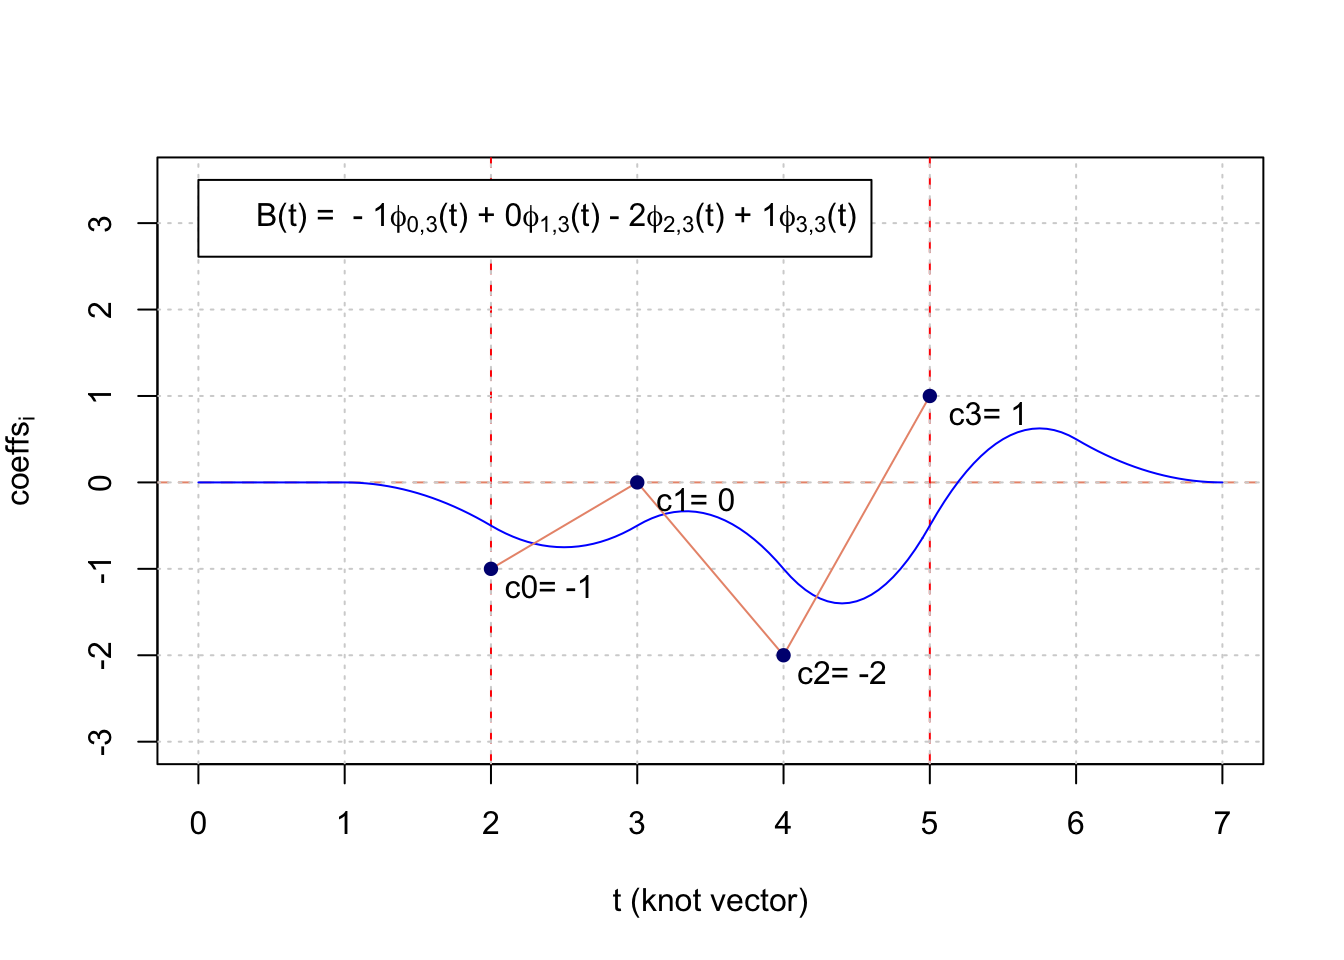 B(t) = - 1ϕ0,3(t) + 0ϕ1,3(t) - 2ϕ2,3(t) + 1ϕ3,3(t)
3
2
1
0
-1
-2
-3
coeffsi
c3= 1
c1= 0
c0= -1
c2= -2
0 1 2 3 4 5 6 7
t (knot vector)